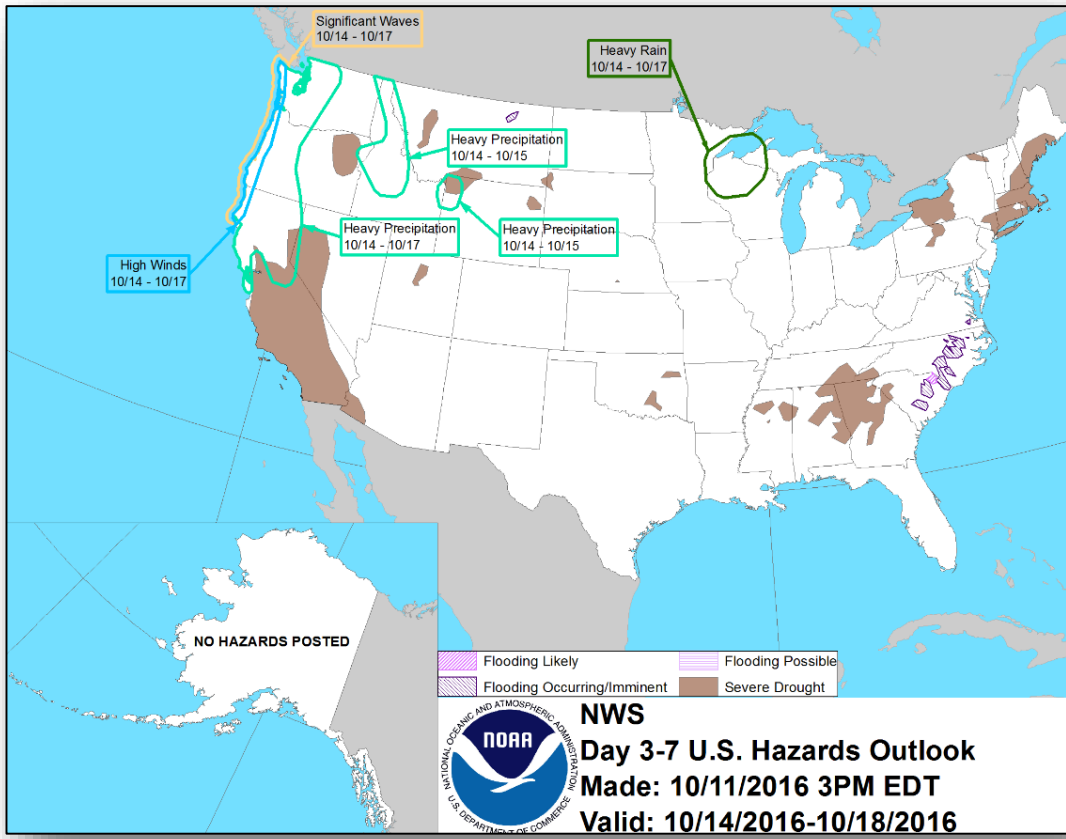 Significant Waves
10/14 - 10/17
Heavy Rain
10/14 - 10/17
Heavy Precipitation
10/14 - 10/15
Heavy Precipitation
10/14 - 10/17
Heavy Precipitation
10/14 - 10/15
High Winds
10/14 - 10/17
NO HAZARDS POSTED
Flooding Likely
Flooding Possible
Flooding Occurring/Imminent
Severe Drought
NATIONAL OCEANIC AND ATMOSPHERIC ADMINISTRATION
NOAA
U.S. DEPARTMENT OF COMMERCE
NWS
Day 3-7 U.S. Hazards Outlook
Made: 10/11/2016 3PM EDT
Valid: 10/14/2016-10/18/2016